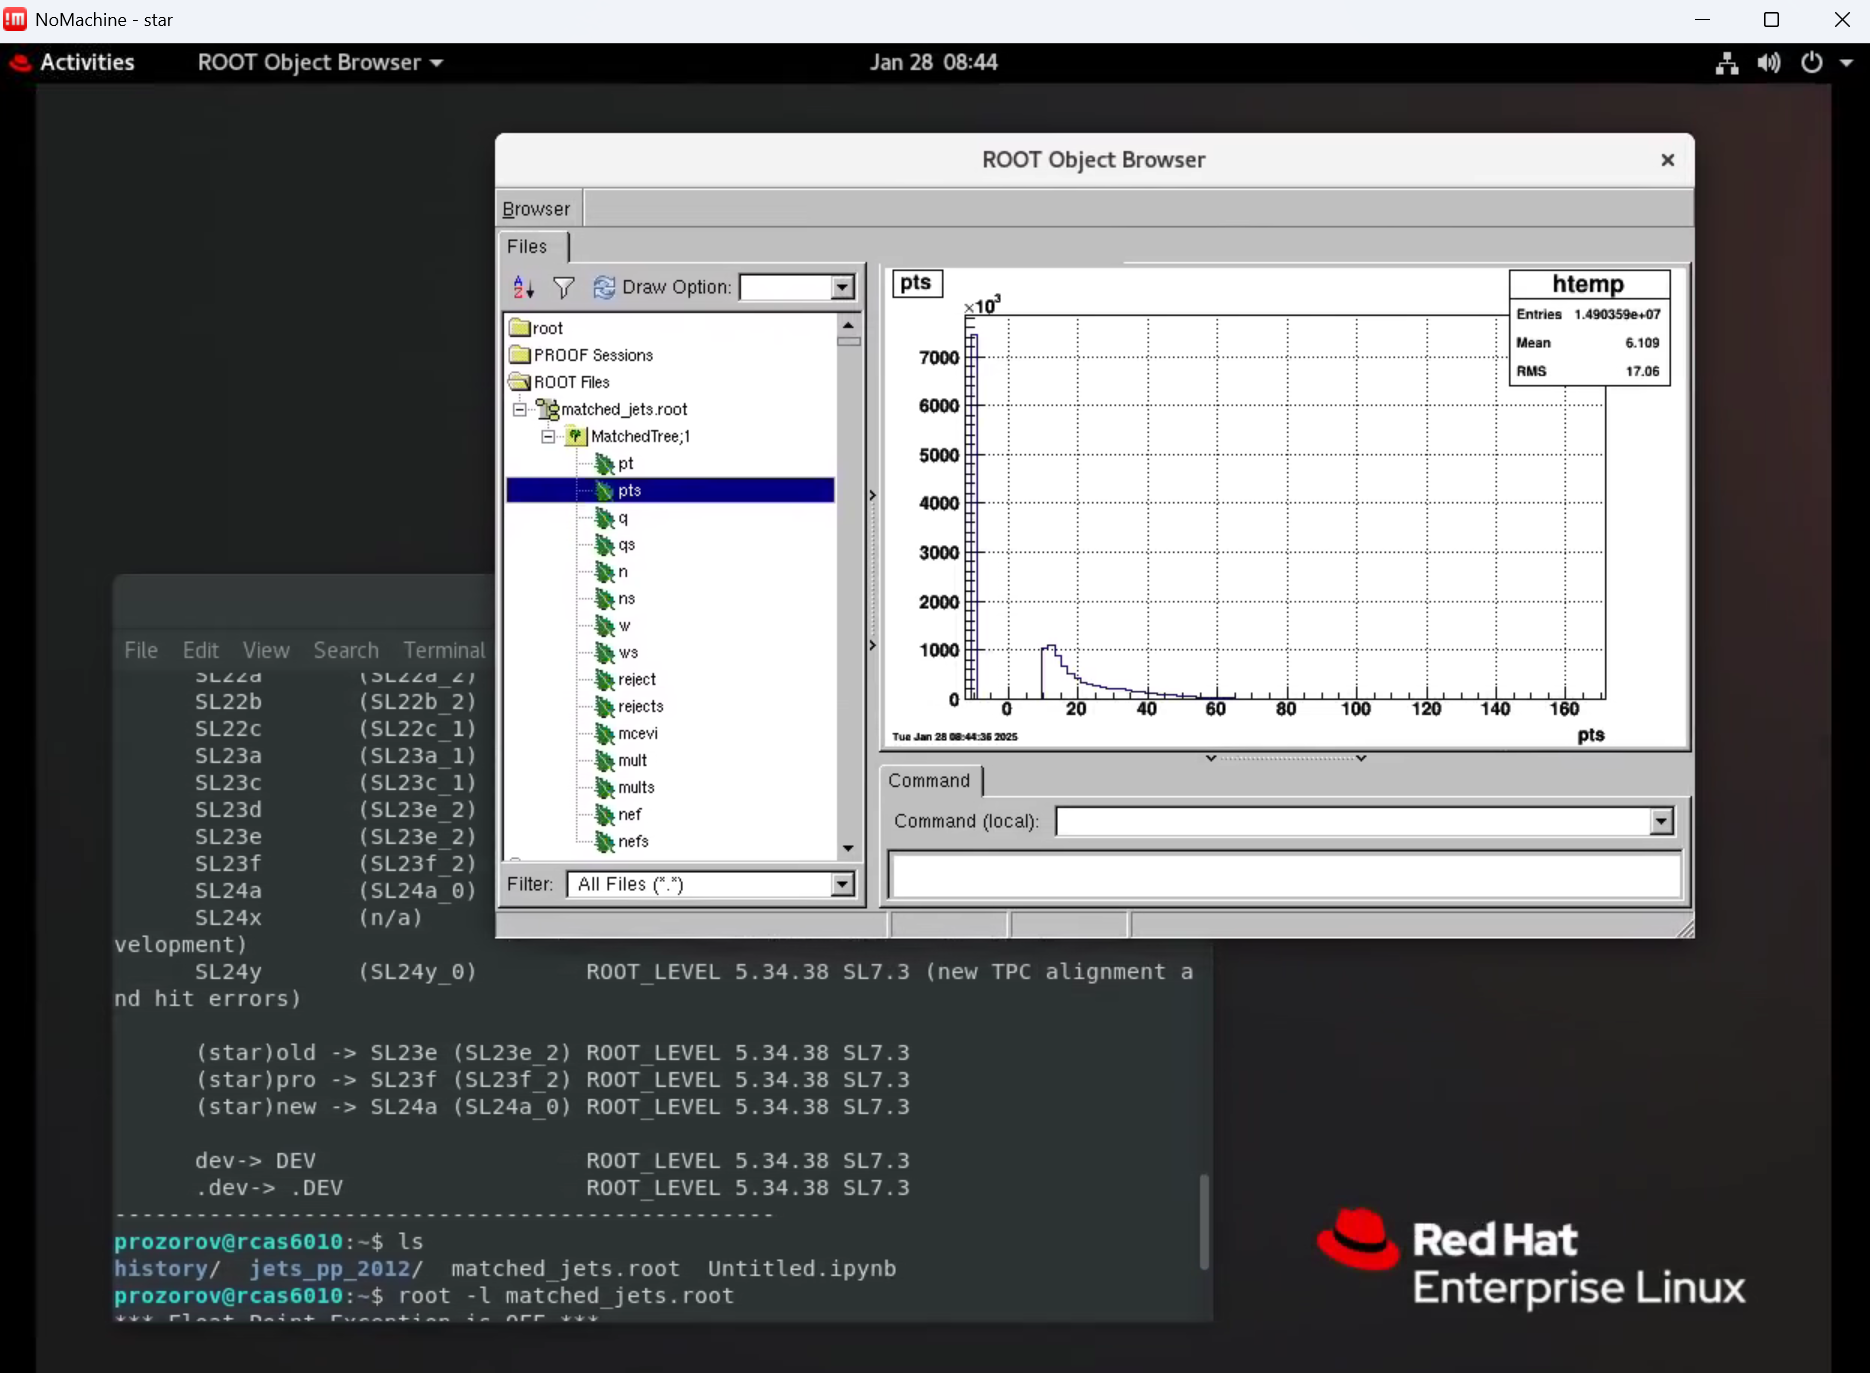 NoMachine - star
Activities
ROOT Object Browser
Jan 28 08:44
ROOT Object Browser
Browser
Files
Draw Option:
root
PROOF Sessions
ROOT Files
matched_jets.root
MatchedTree;1
pt
pts
q
qs
n
ns
w
ws
reject
rejects
mcevi
mult
mults
nef
nefs
Filter:
All Files (*.*)
pts
×10³
htemp
Entries 1.490359e+07
Mean 6.109
RMS 17.06
7000
6000
5000
4000
3000
2000
1000
0
0 20 40 60 80 100 120 140 160
pts
Tue Jan 28 08:44:36 2025
Command
Command (local):
File Edit View Search Terminal
SL22a (SL22a_2)
SL22b (SL22b_2)
SL22c (SL22c_1)
SL23a (SL23a_1)
SL23c (SL23c_1)
SL23d (SL23e_2)
SL23e (SL23e_2)
SL23f (SL23f_2)
SL24a (SL24a_0)
SL24x (n/a)
velopment)
SL24y (SL24y_0) ROOT_LEVEL 5.34.38 SL7.3 (new TPC alignment a
nd hit errors)
(star)old -> SL23e (SL23e_2) ROOT_LEVEL 5.34.38 SL7.3
(star)pro -> SL23f (SL23f_2) ROOT_LEVEL 5.34.38 SL7.3
(star)new -> SL24a (SL24a_0) ROOT_LEVEL 5.34.38 SL7.3
dev-> DEV ROOT_LEVEL 5.34.38 SL7.3
.dev-> .DEV ROOT_LEVEL 5.34.38 SL7.3
-------------------------------------------------
prozorov@rcas6010:~$ ls
history/ jets_pp_2012/ matched_jets.root Untitled.ipynb
prozorov@rcas6010:~$ root -l matched_jets.root
*** Float Point Exception is OFF ***
Red Hat
Enterprise Linux